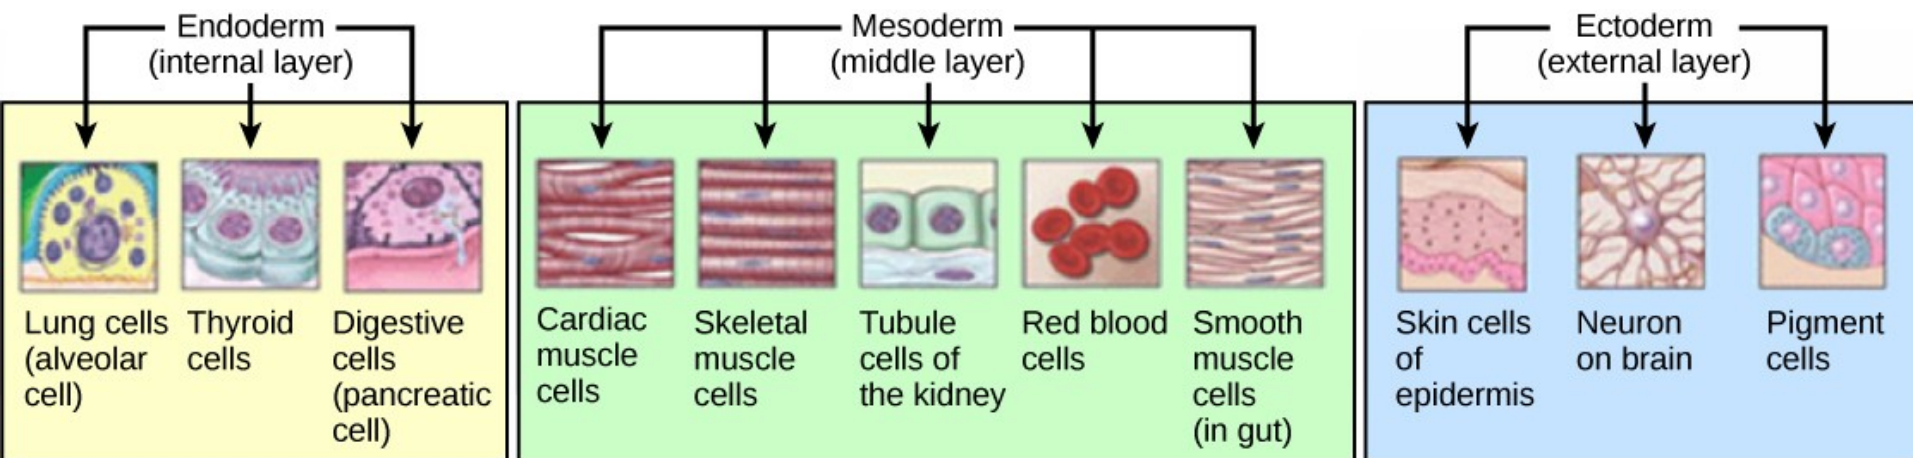 Endoderm
(internal layer)
Mesoderm
(middle layer)
Ectoderm
(external layer)
Lung cells
(alveolar
cell)
Thyroid
cells
Digestive
cells
(pancreatic
cell)
Cardiac
muscle
cells
Skeletal
muscle
cells
Tubule
cells of
the kidney
Red blood
cells
Smooth
muscle
cells
(in gut)
Skin cells
of
epidermis
Neuron
on brain
Pigment
cells